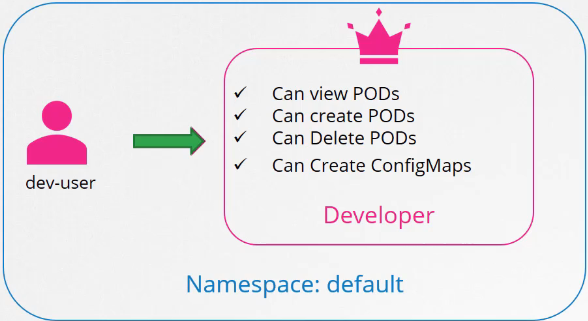 Can view PODs
Can create PODs
Can Delete PODs
Can Create ConfigMaps
dev-user
Developer
Namespace: default